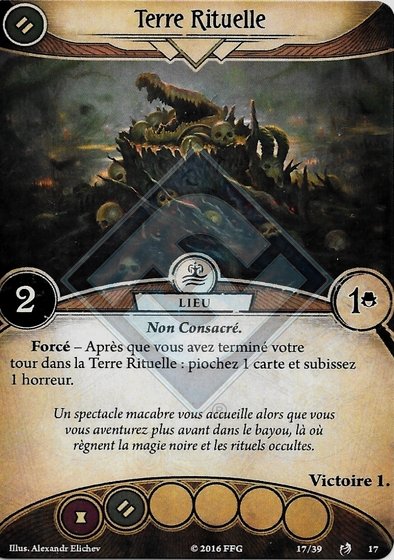 Terre Rituelle
2
LIEU
1
Non Consacré.
Forcé – Après que vous avez terminé votre
tour dans la Terre Rituelle : piochez 1 carte et subissez
1 horreur.
Un spectacle macabre vous accueille alors que vous
vous aventurez plus avant dans le bayou, là où
règnent la magie noire et les rituels occultes.
Victoire 1.
Illus. Alexandr Elichev
© 2016 FFG
17/39
17